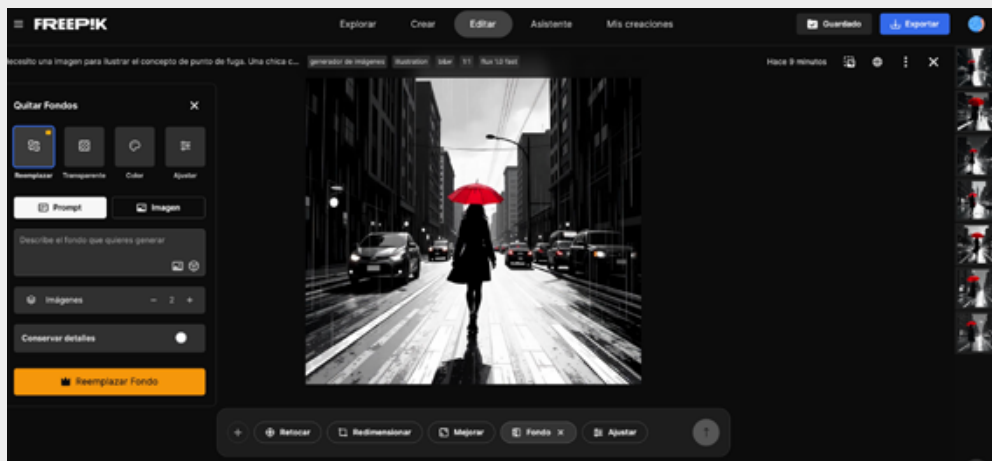 FREEP!K
Explorar
Crear
Editar
Asistente
Mis creaciones
Guardado
Exportar
necesito una imagen para ilustrar el concepto de punto de fuga. Una chica c...
generador de imágenes
illustration
1:1
flux 1.0 fast
Hace 9 minutos
Quitar Fondos
Reemplazar
Transparente
Color
Ajustar
Prompt
Imagen
Describe el fondo que quieres generar
Imágenes
- 2 +
Conservar detalles
Reemplazar Fondo
Retocar
Redimensionar
Mejorar
Fondo
Ajustar